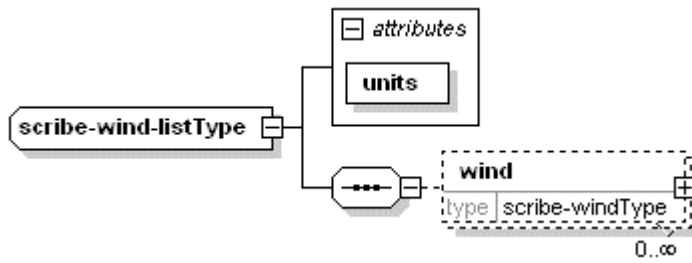 attributes
units
scribe-wind-listType
wind
type scribe-windType
0..∞